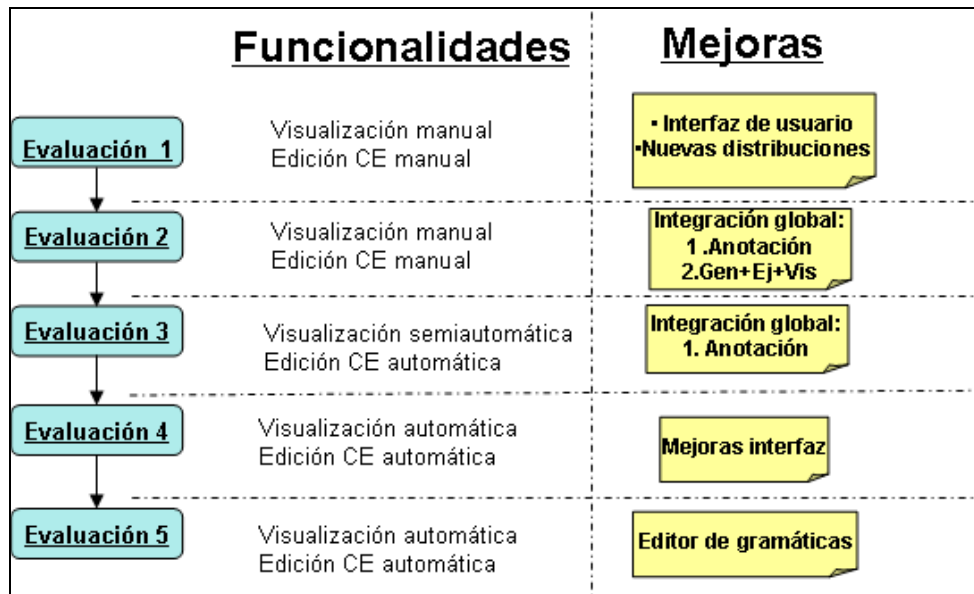 Funcionalidades
Mejoras
Evaluación 1
Visualización manual
Edición CE manual
• Interfaz de usuario
•Nuevas distribuciones
Evaluación 2
Visualización manual
Edición CE manual
Integración global:
1 .Anotación
2.Gen+Ej+Vis
Evaluación 3
Visualización semiautomática
Edición CE automática
Integración global:
1. Anotación
Evaluación 4
Visualización automática
Edición CE automática
Mejoras interfaz
Evaluación 5
Visualización automática
Edición CE automática
Editor de gramáticas